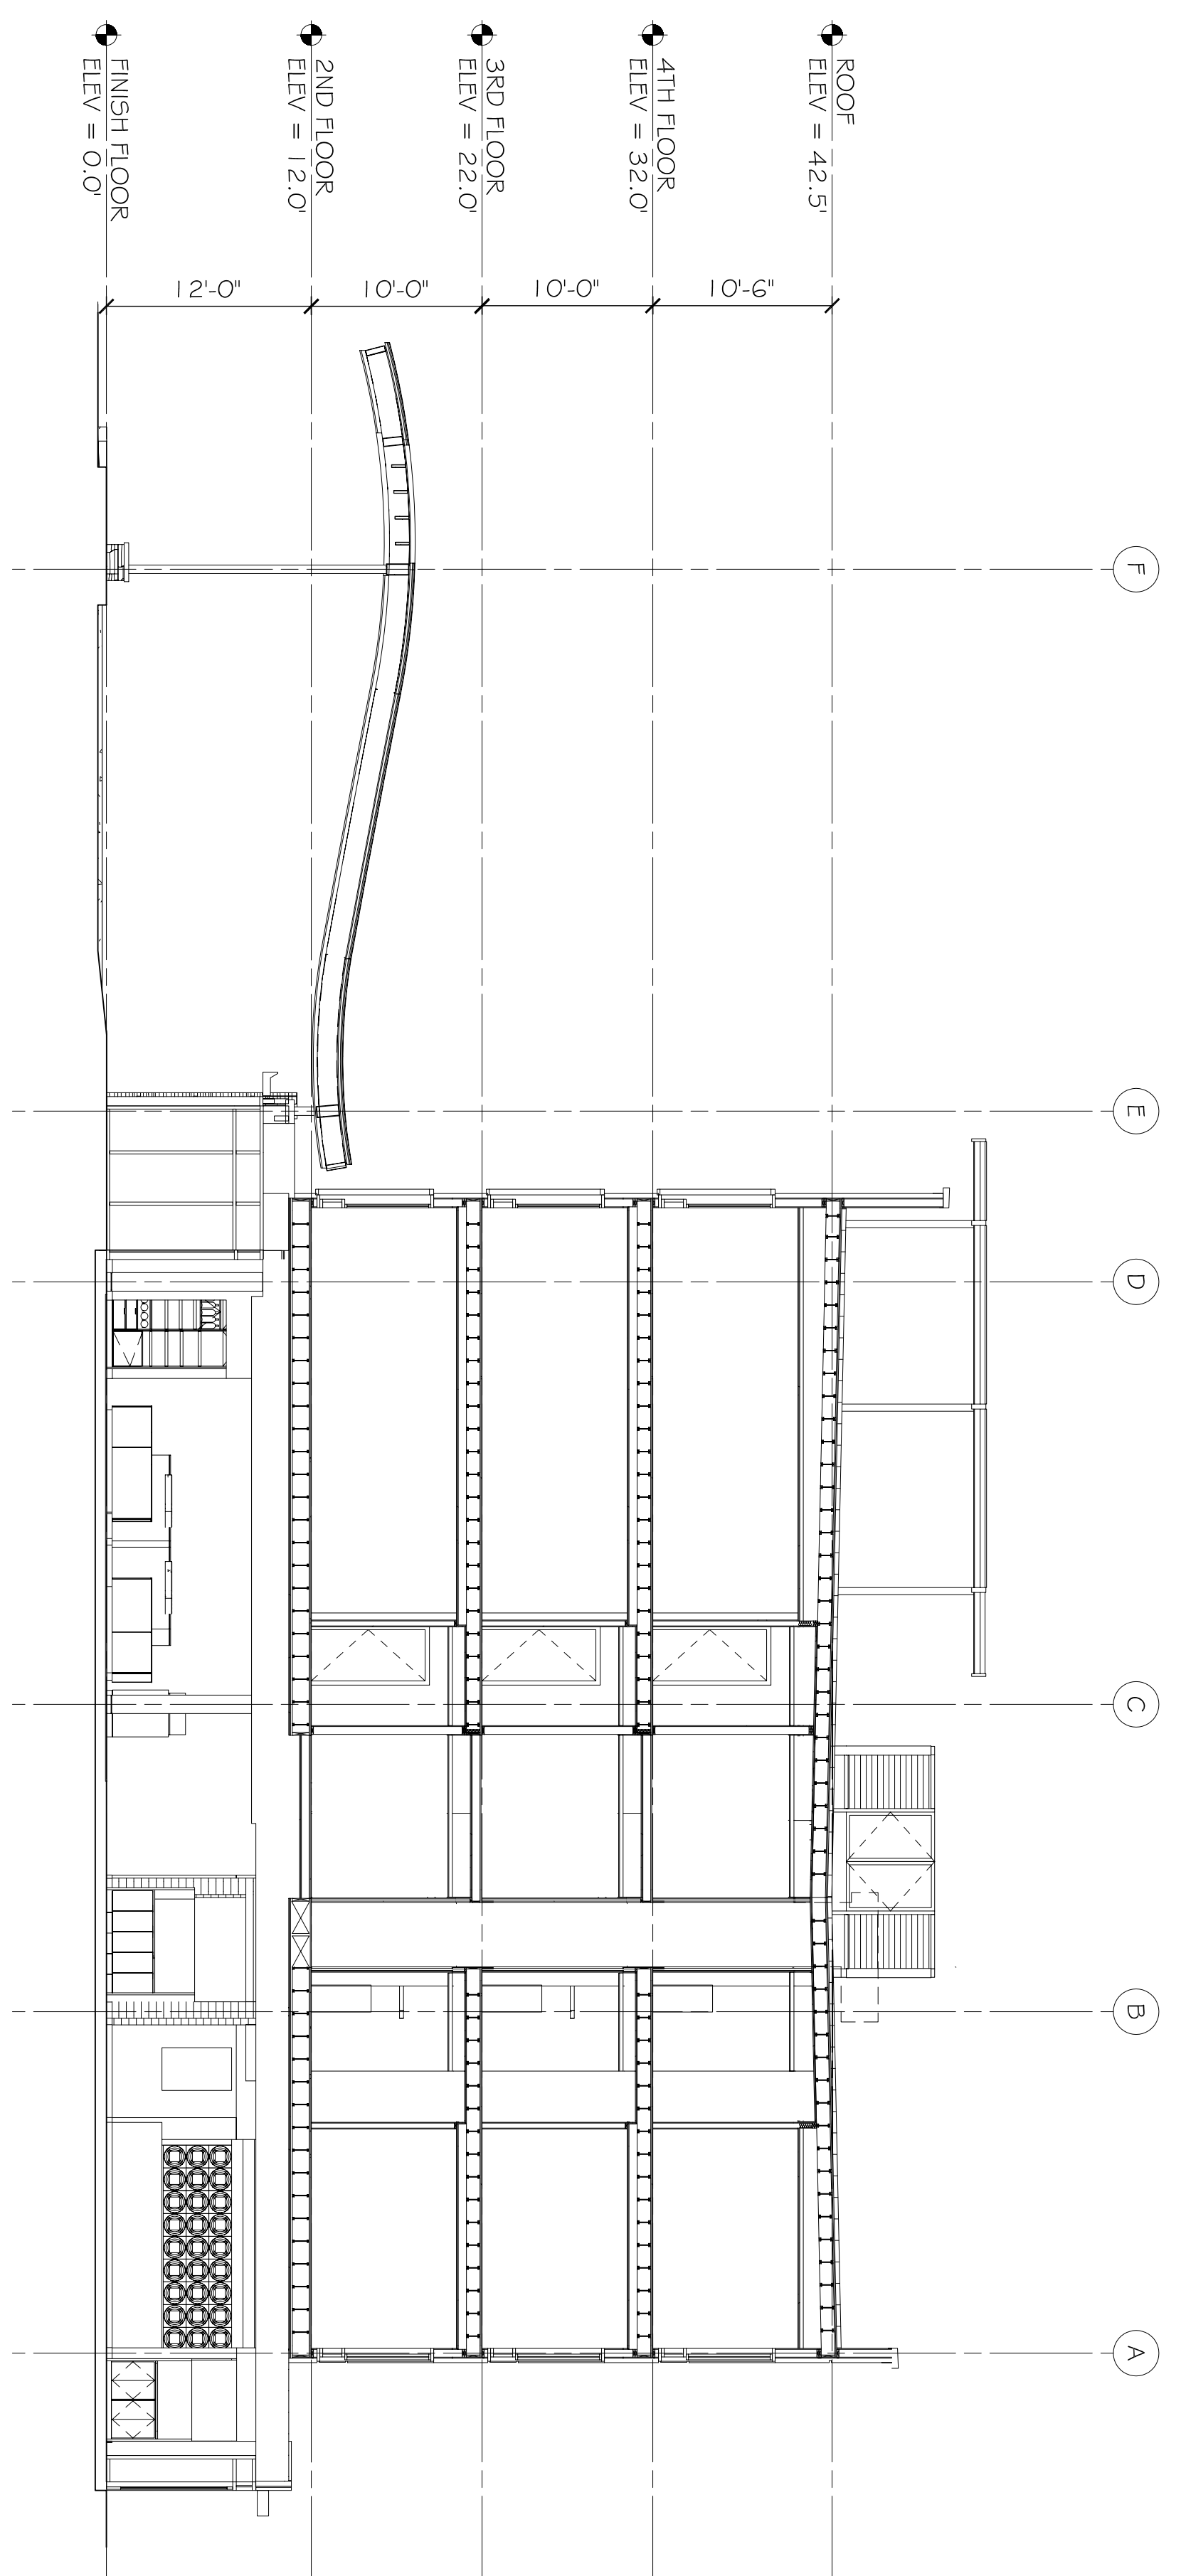 ROOF
ELEV = 42.5'
4TH FLOOR
ELEV = 32.0'
3RD FLOOR
ELEV = 22.0'
2ND FLOOR
ELEV = 12.0'
FINISH FLOOR
ELEV = 0.0'
10'-6"
10'-0"
10'-0"
12'-0"
F
E
D
C
B
A